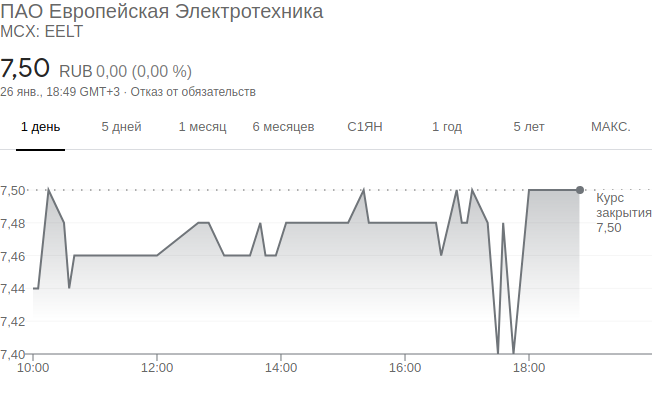 ПАО Европейская Электротехника
MCX: EELT
7,50 RUB 0,00 (0,00 %)
26 янв., 18:49 GMT+3 · Отказ от обязательств
1 день 5 дней 1 месяц 6 месяцев С1ЯН 1 год 5 лет МАКС.
7,50
Курс
закрытия
7,50
7,48
7,46
7,44
7,42
7,40
10:00 12:00 14:00 16:00 18:00